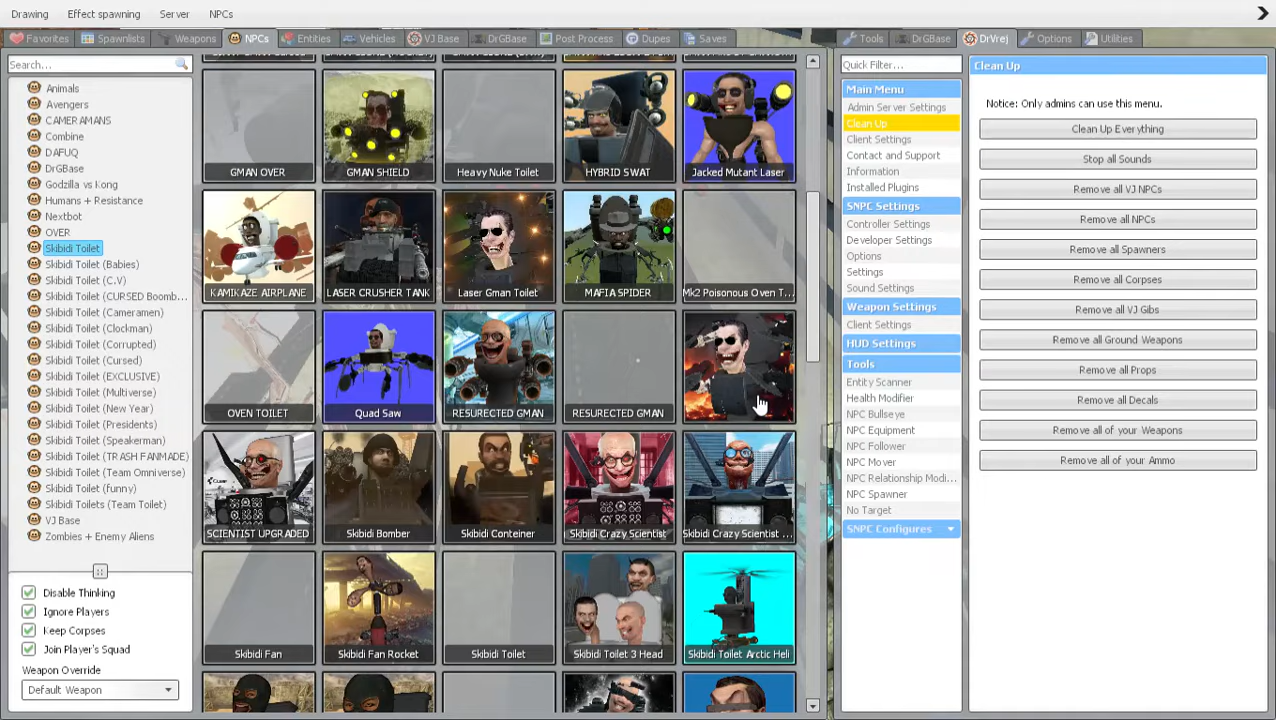 Drawing Effect spawning Server NPCs
Favorites Spawnlists Weapons NPCs Entities Vehicles VJ Base DrGBase Post Process Dupes Saves
Search...
Animals
Avengers
CAMERAMANS
Combine
DAFUQ
DrGBase
Godzilla vs Kong
Humans + Resistance
Nextbot
OVER
Skibidi Toilet
Skibidi Toilet (Babies)
Skibidi Toilet (C.V)
Skibidi Toilet (CURSED Boomb...
Skibidi Toilet (Cameramen)
Skibidi Toilet (Clockman)
Skibidi Toilet (Corrupted)
Skibidi Toilet (Cursed)
Skibidi Toilet (EXCLUSIVE)
Skibidi Toilet (Multiverse)
Skibidi Toilet (New Year)
Skibidi Toilet (Presidents)
Skibidi Toilet (Speakerman)
Skibidi Toilet (TRASH FANMADE)
Skibidi Toilet (Team Omniverse)
Skibidi Toilet (funny)
Skibidi Toilets (Team Toilet)
VJ Base
Zombies + Enemy Aliens
Disable Thinking
Ignore Players
Keep Corpses
Join Player's Squad
Weapon Override
Default Weapon
GMAN OVER GMAN SHIELD Heavy Nuke Toilet HYBRID SWAT Jacked Mutant Laser
KAMIKAZE AIRPLANE LASER CRUSHER TANK Laser Gman Toilet MAFIA SPIDER Mk2 Poisonous Oven T...
OVEN TOILET Quad Saw RESURECTED GMAN RESURECTED GMAN
SCIENTIST UPGRADED Skibidi Bomber Skibidi Conteiner Skibidi Crazy Scientist Skibidi Crazy Scientist ...
Skibidi Fan Skibidi Fan Rocket Skibidi Toilet Skibidi Toilet 3 Head Skibidi Toilet Arctic Heli
Tools DrGBase DrVrej Options Utilities
Quick Filter...
Main Menu
Admin Server Settings
Clean Up
Client Settings
Contact and Support
Information
Installed Plugins
SNPC Settings
Controller Settings
Developer Settings
Options
Settings
Sound Settings
Weapon Settings
Client Settings
HUD Settings
Tools
Entity Scanner
Health Modifier
NPC Bullseye
NPC Equipment
NPC Follower
NPC Mover
NPC Relationship Modi...
NPC Spawner
No Target
SNPC Configures
Clean Up
Notice: Only admins can use this menu.
Clean Up Everything
Stop all Sounds
Remove all VJ NPCs
Remove all NPCs
Remove all Spawners
Remove all Corpses
Remove all VJ Gibs
Remove all Ground Weapons
Remove all Props
Remove all Decals
Remove all of your Weapons
Remove all of your Ammo